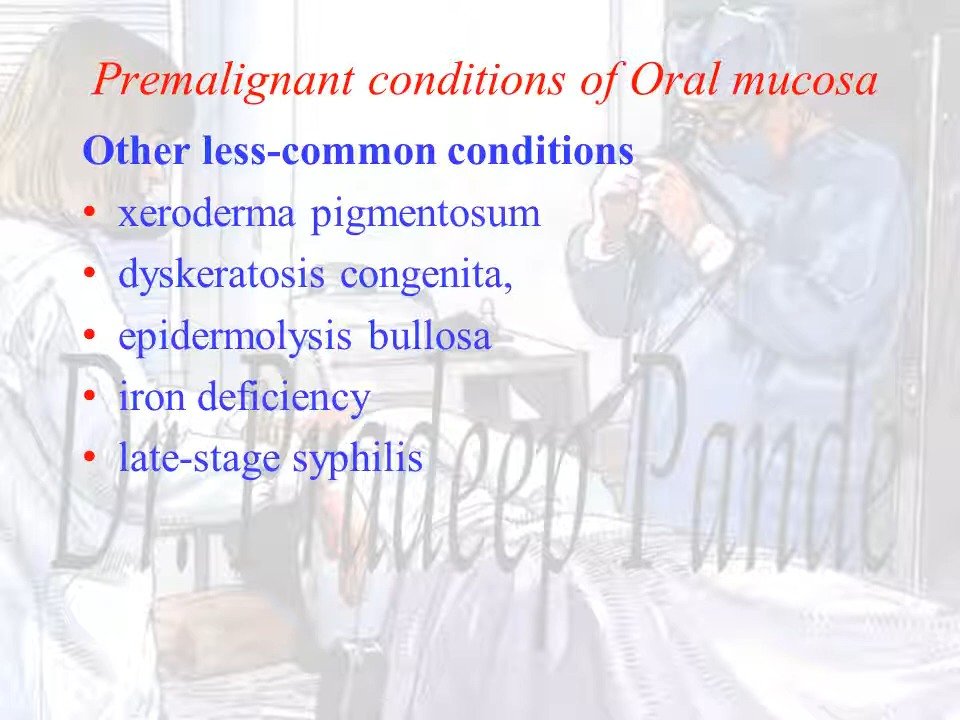 Premalignant conditions of Oral mucosa
Other less-common conditions
• xeroderma pigmentosum
• dyskeratosis congenita,
• epidermolysis bullosa
• iron deficiency
• late-stage syphilis
Dr. Pradeep Pande